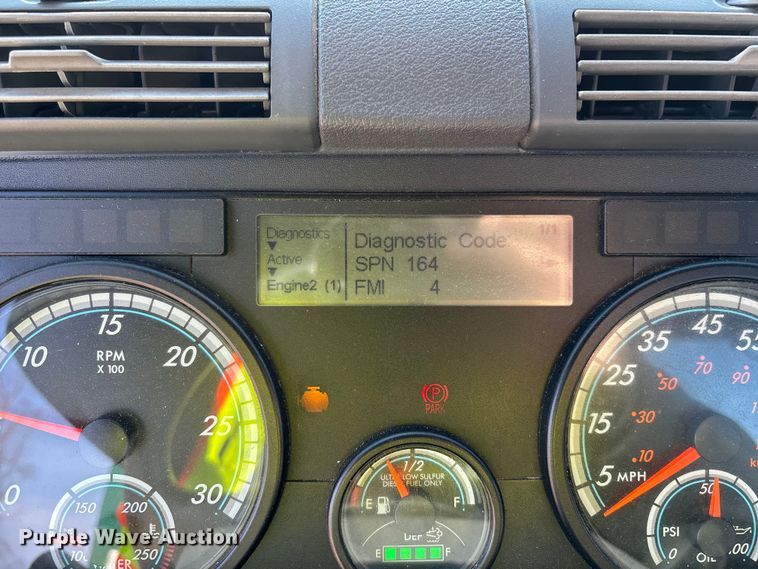 Diagnostics
Active
Engine2 (1)
1/1
Diagnostic Code
SPN 164
FMI 4
0
10
15
20
25
30
RPM
X 100
150
200
250
PARK
1/2
ULTRA LOW SULFUR
DIESEL FUEL ONLY
E
F
DEF
E
F
5 MPH
15
25
35
45
55
10
30
50
70
90
PSI
0
50
OIL
Purple Wave Auction